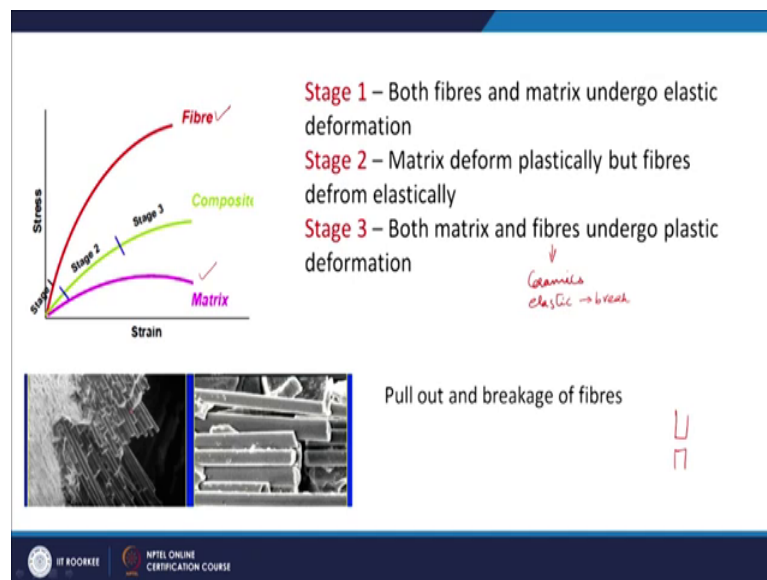 Stage 1 – Both fibres and matrix undergo elastic
deformation
Stage 2 – Matrix deform plastically but fibres
defrom elastically
Stage 3 – Both matrix and fibres undergo plastic
deformation
Ceramics
elastic → break
Fibre
Composite
Matrix
Stage 1
Stage 2
Stage 3
Stress
Strain
Pull out and breakage of fibres
IIT ROORKEE
NPTEL ONLINE
CERTIFICATION COURSE